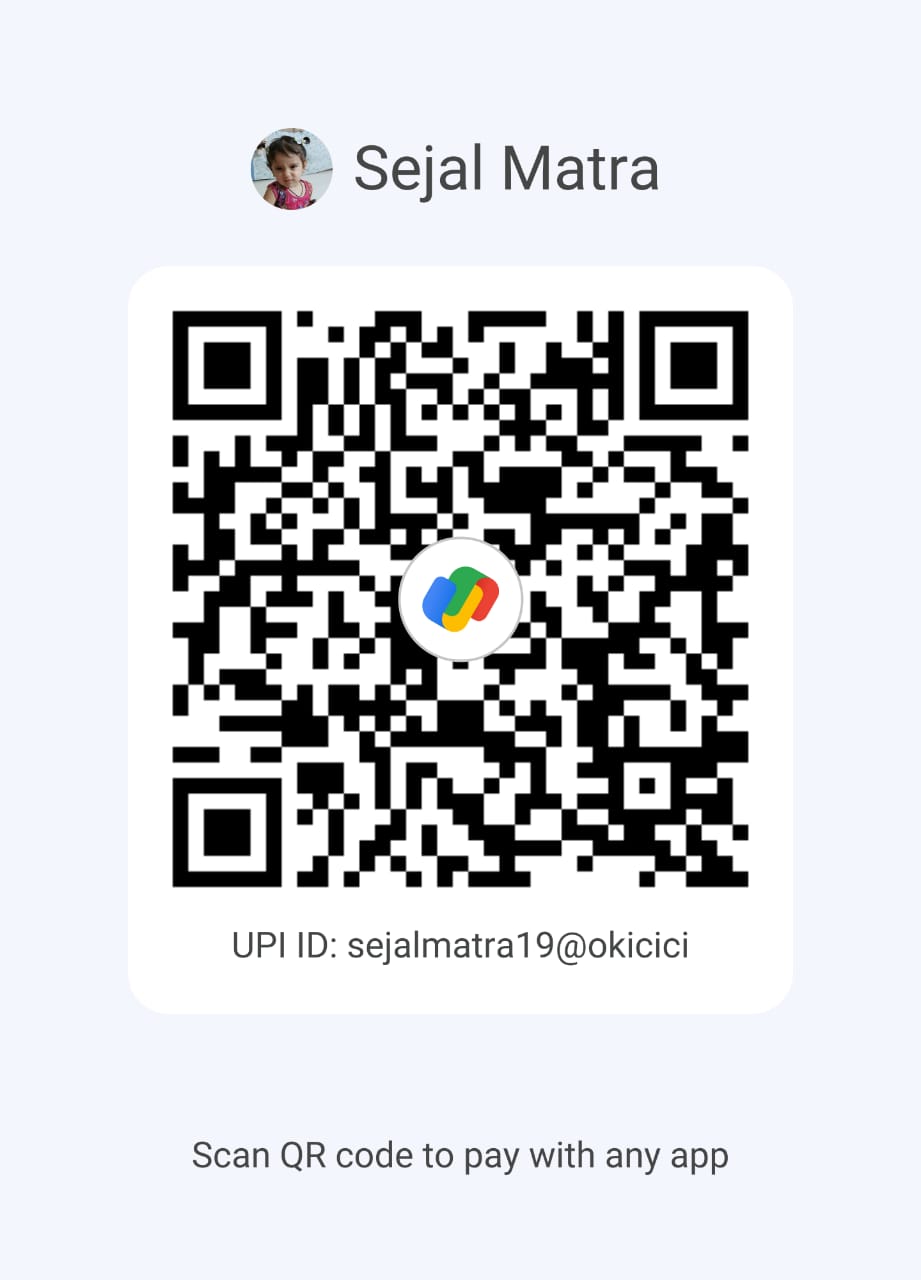 Sejal Matra
UPI ID: sejalmatra19@okicici
Scan QR code to pay with any app